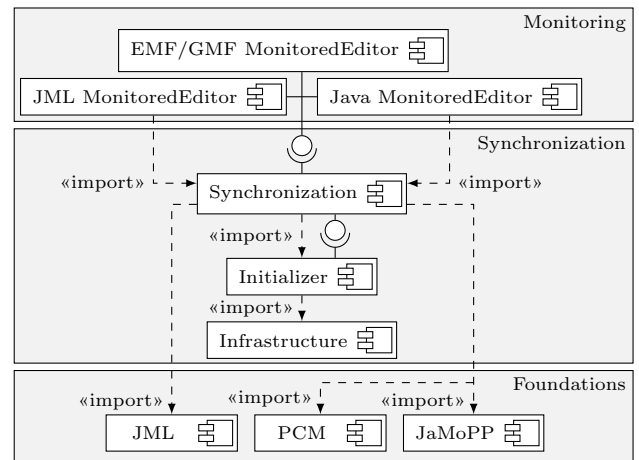 Monitoring
EMF/GMF MonitoredEditor
JML MonitoredEditor
Java MonitoredEditor
Synchronization
«import»
«import»
Synchronization
«import»
Initializer
«import»
Infrastructure
Foundations
«import»
«import»
«import»
JML
PCM
JaMoPP